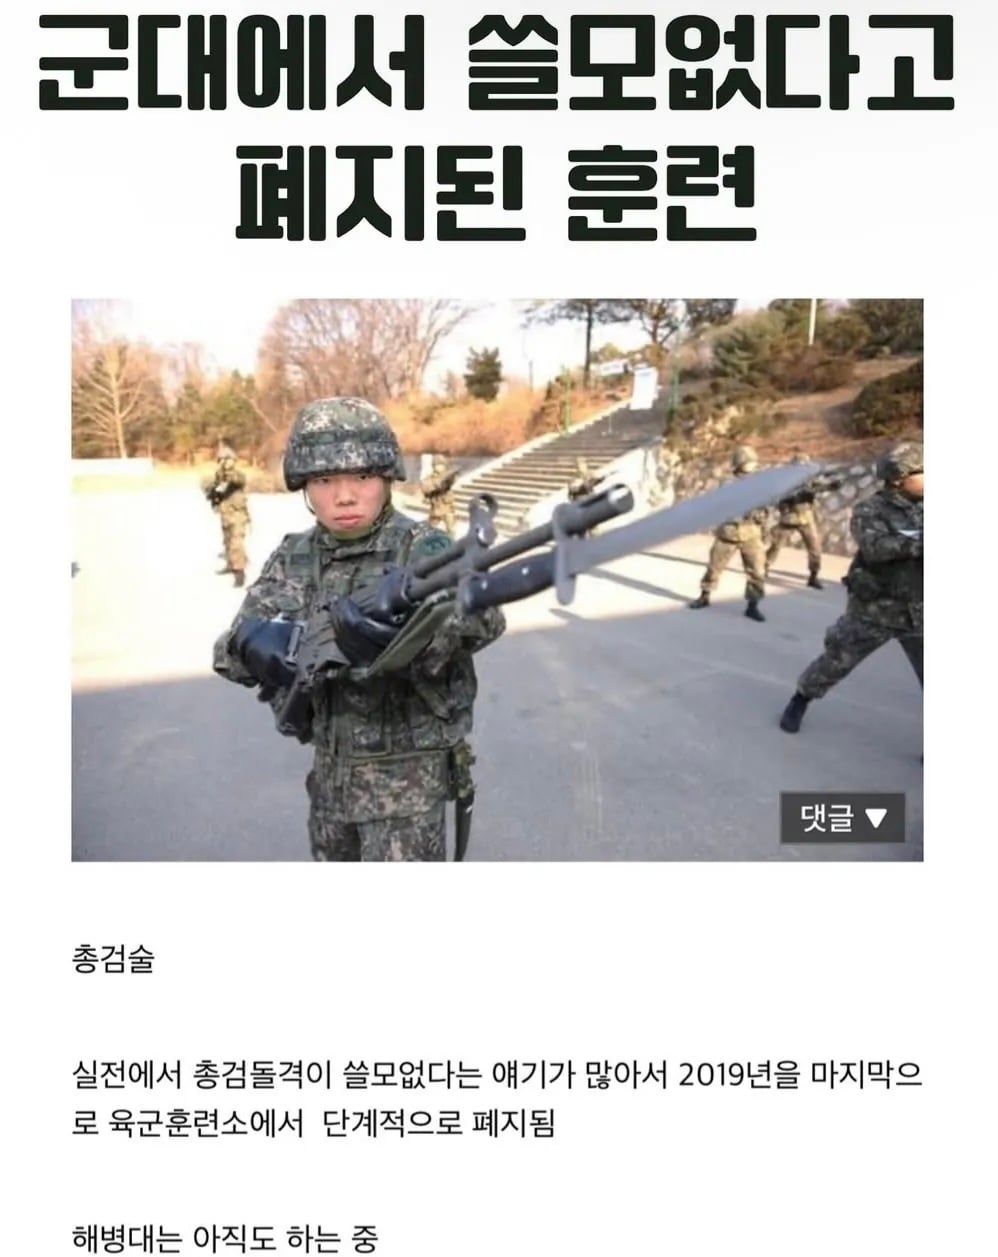 군대에서 쓸모없다고
폐지된 훈련
댓글 ▼
총검술
실전에서 총검돌격이 쓸모없다는 얘기가 많아서 2019년을 마지막으
로 육군훈련소에서 단계적으로 폐지됨
해병대는 아직도 하는 중